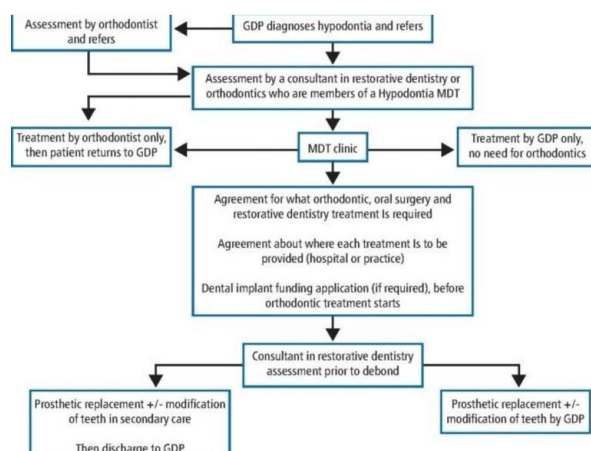 Assessment by orthodontist
and refers
GDP diagnoses hypodontia and refers
Assessment by a consultant in restorative dentistry or
orthodontics who are members of a Hypodontia MDT
Treatment by orthodontist only,
then patient returns to GDP
MDT clinic
Treatment by GDP only,
no need for orthodontics
Agreement for what orthodontic, oral surgery and
restorative dentistry treatment Is required
Agreement about where each treatment Is to be
provided (hospital or practice)
Dental implant funding application (if required), before
orthodontic treatment starts
Consultant in restorative dentistry
assessment prior to debond
Prosthetic replacement +/- modification
of teeth in secondary care
Then discharge to GDP
Prosthetic replacement +/-
modification of teeth by GDP